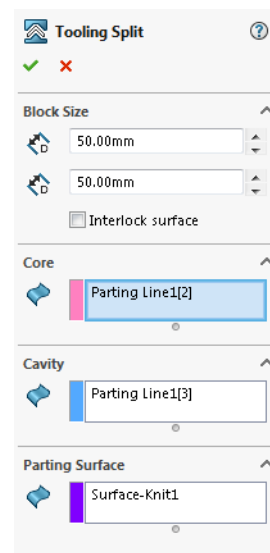 Tooling Split
?
Block Size
D 50.00mm
D 50.00mm
Interlock surface
Core
Parting Line1[2]
Cavity
Parting Line1[3]
Parting Surface
Surface-Knit1